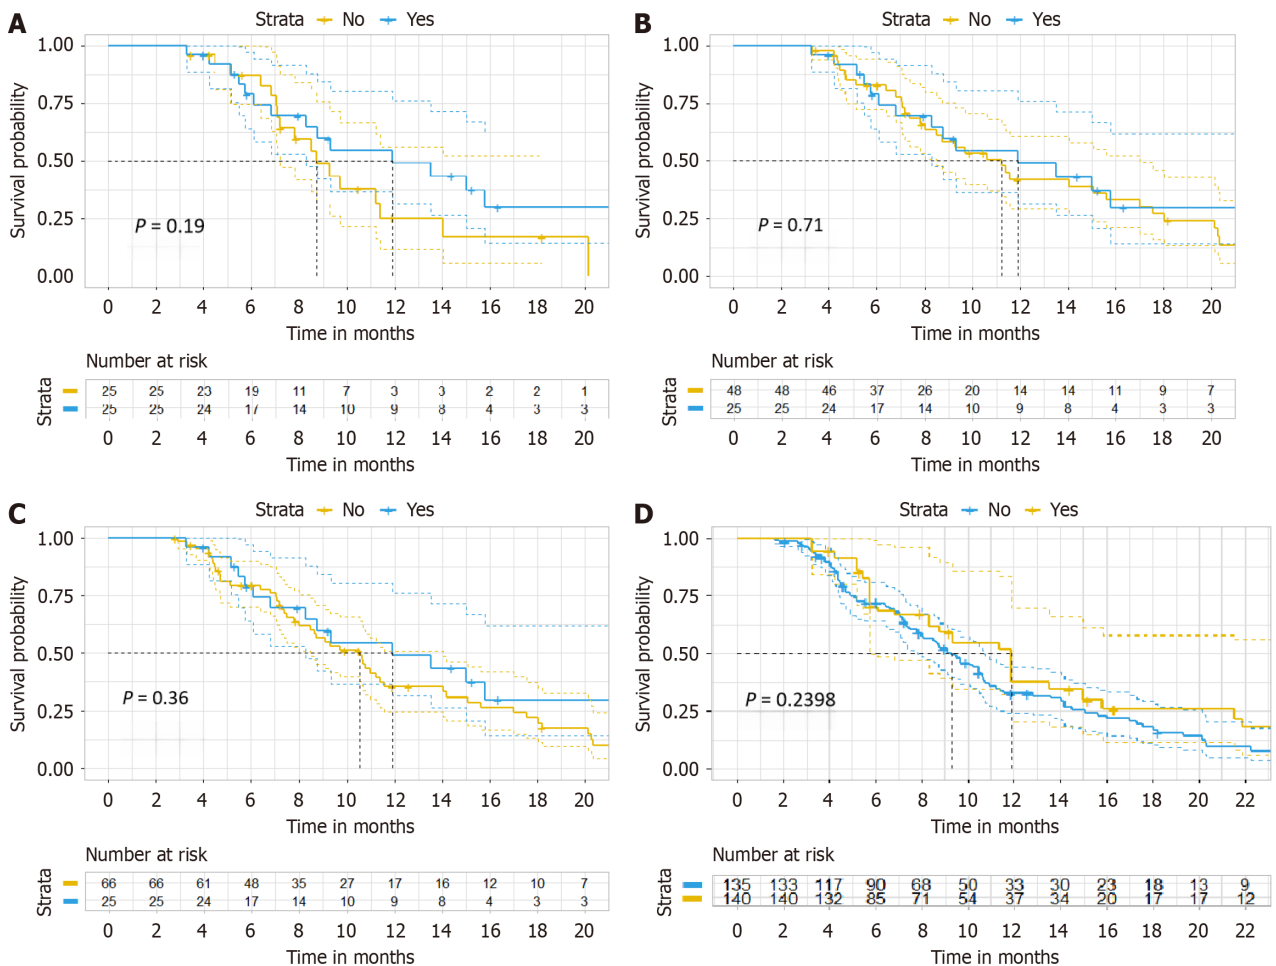 A
Strata No Yes
Survival probability
1.00
0.75
0.50
0.25
0.00
P = 0.19
0 2 4 6 8 10 12 14 16 18 20
Time in months
Number at risk
Strata
25 25 23 19 11 7 3 3 2 2 1
25 25 24 17 14 10 9 8 4 3 3
0 2 4 6 8 10 12 14 16 18 20
Time in months
B
Strata No Yes
Survival probability
1.00
0.75
0.50
0.25
0.00
P = 0.71
0 2 4 6 8 10 12 14 16 18 20
Time in months
Number at risk
Strata
48 48 46 37 26 20 14 14 11 9 7
25 25 24 17 14 10 9 8 4 3 3
0 2 4 6 8 10 12 14 16 18 20
Time in months
C
Strata No Yes
Survival probability
1.00
0.75
0.50
0.25
0.00
P = 0.36
0 2 4 6 8 10 12 14 16 18 20
Time in months
Number at risk
Strata
66 66 61 48 35 27 17 16 12 10 7
25 25 24 17 14 10 9 8 4 3 3
0 2 4 6 8 10 12 14 16 18 20
Time in months
D
Strata No Yes
Survival probability
1.00
0.75
0.50
0.25
0.00
P = 0.2398
0 2 4 6 8 10 12 14 16 18 20 22
Time in months
Number at risk
Strata
135 133 117 90 68 50 33 30 23 18 13 9
140 140 132 85 71 54 37 34 20 17 17 12
0 2 4 6 8 10 12 14 16 18 20 22
Time in months